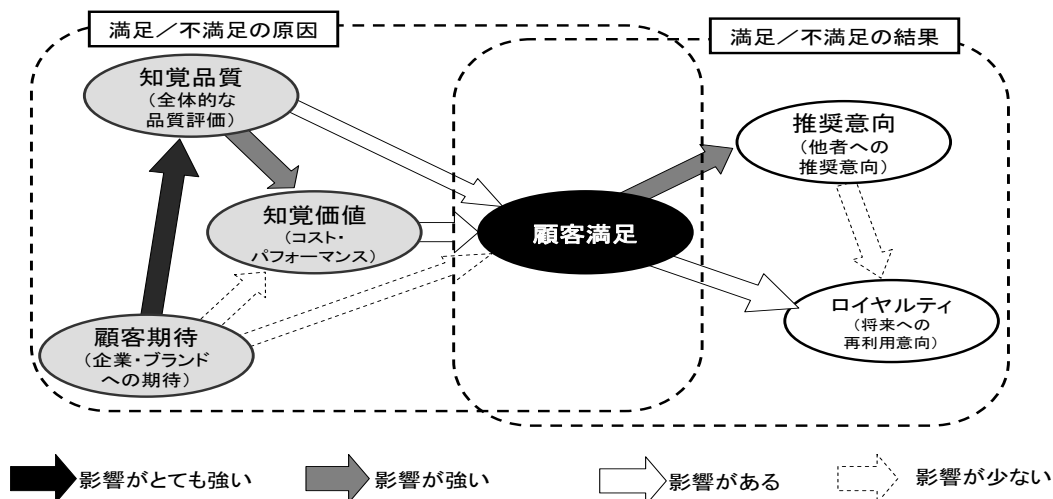 満足／不満足の原因
満足／不満足の結果
知覚品質
(全体的な
品質評価)
推奨意向
(他者への
推奨意向)
知覚価値
(コスト・
パフォーマンス)
顧客満足
ロイヤルティ
(将来への
再利用意向)
顧客期待
(企業・ブランド
への期待)
影響がとても強い
影響が強い
影響がある
影響が少ない